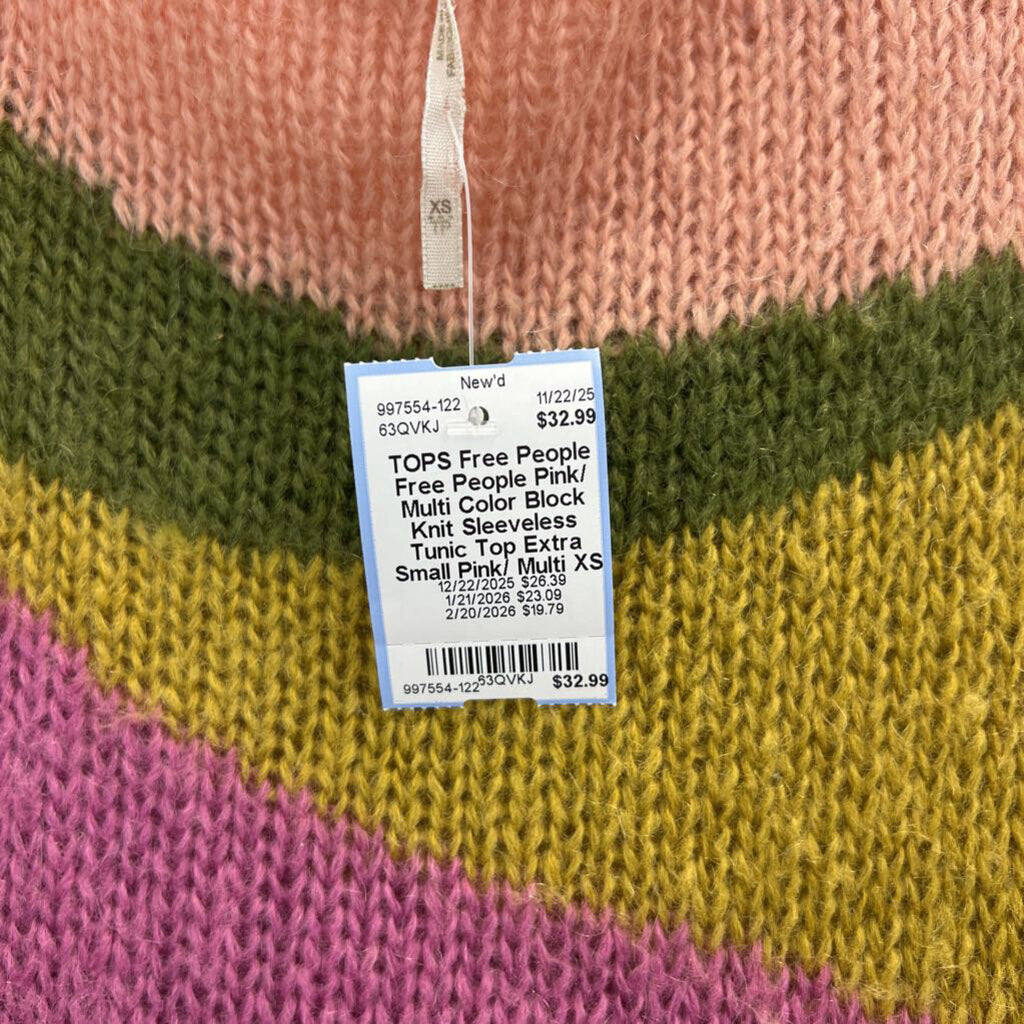 XS
New'd
997554-122 11/22/25
63QVKJ $32.99
TOPS Free People
Free People Pink/
Multi Color Block
Knit Sleeveless
Tunic Top Extra
Small Pink/ Multi XS
12/22/2025 $26.39
1/21/2026 $23.09
2/20/2026 $19.79
997554-122 63QVKJ $32.99